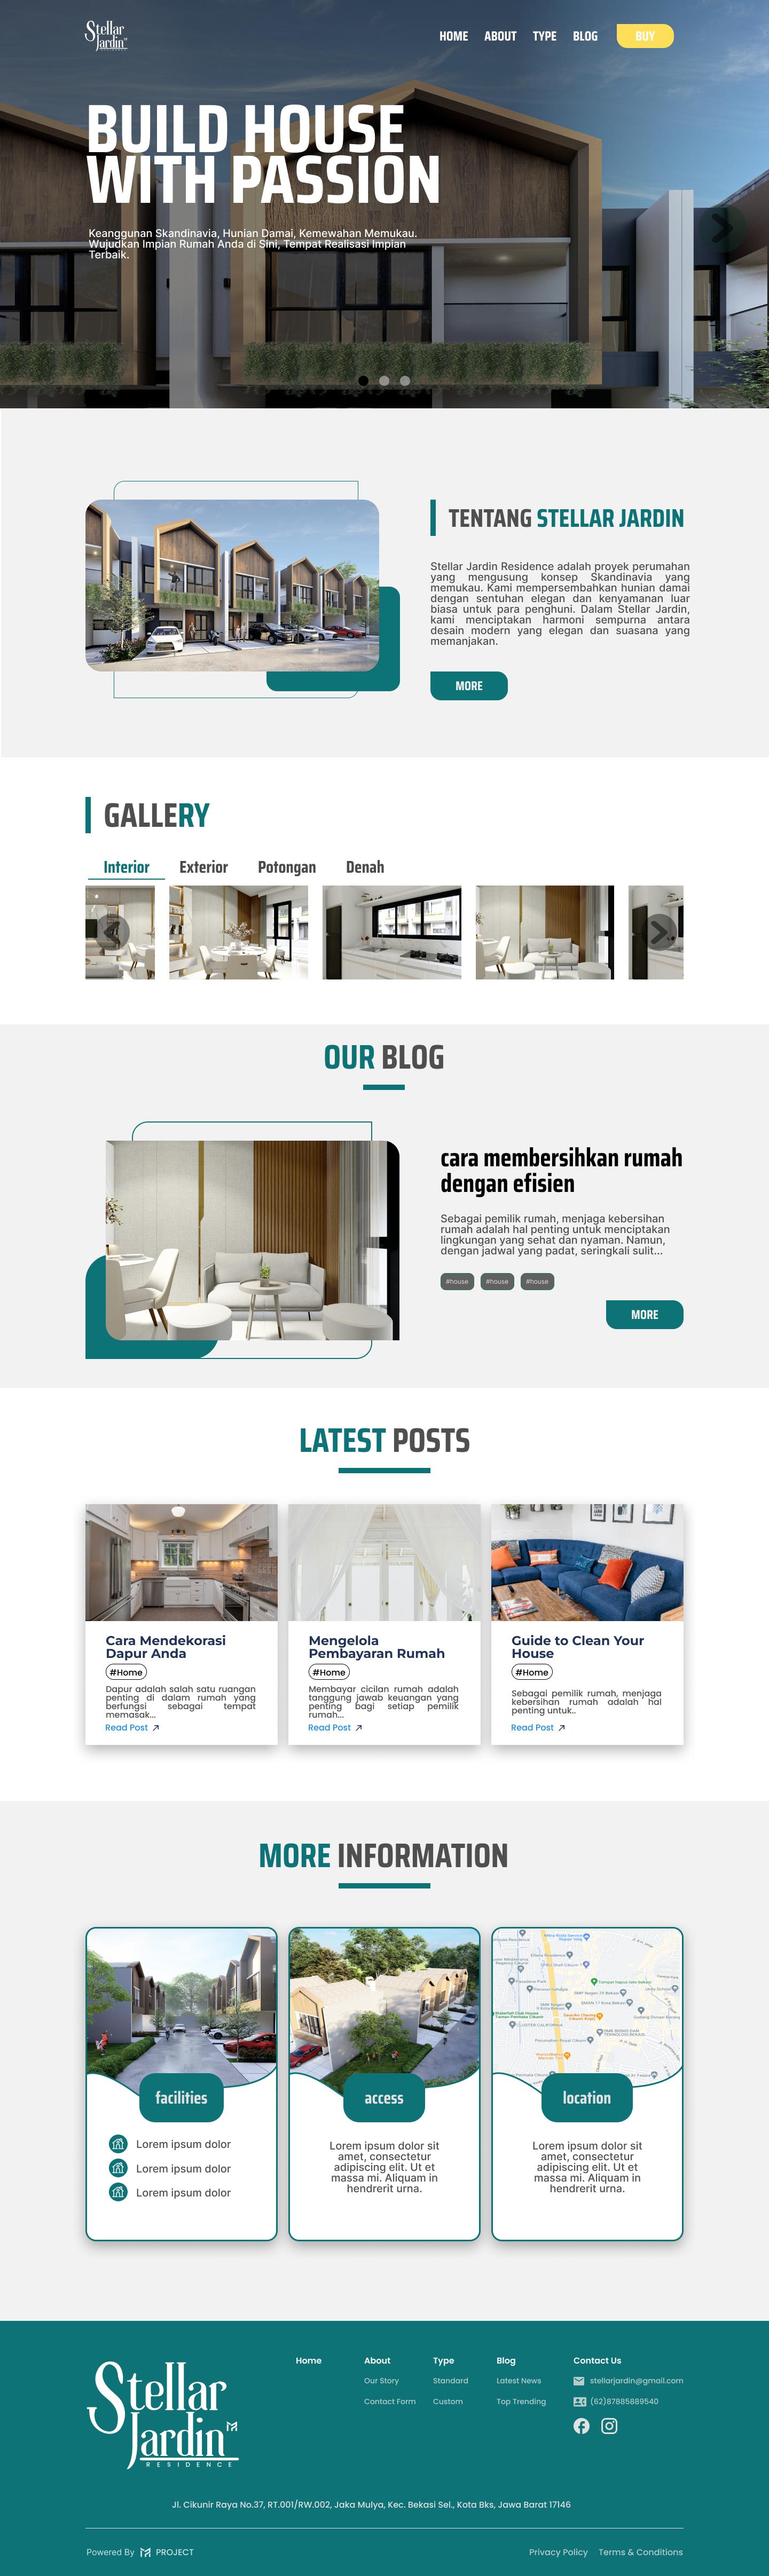 Stellar
Jardin
HOME ABOUT TYPE BLOG BUY
BUILD HOUSE
WITH PASSION
Keanggunan Skandinavia, Hunian Damai, Kemewahan Memukau.
Wujudkan Impian Rumah Anda di Sini, Tempat Realisasi Impian
Terbaik.
TENTANG STELLAR JARDIN
Stellar Jardin Residence adalah proyek perumahan
yang mengusung konsep Skandinavia yang
memukau. Kami mempersembahkan hunian damai
dengan sentuhan elegan dan kenyamanan luar
biasa untuk para penghuni. Dalam Stellar Jardin,
kami menciptakan harmoni sempurna antara
desain modern yang elegan dan suasana yang
memanjakan.
MORE
GALLERY
Interior Exterior Potongan Denah
OUR BLOG
cara membersihkan rumah
dengan efisien
Sebagai pemilik rumah, menjaga kebersihan
rumah adalah hal penting untuk menciptakan
lingkungan yang sehat dan nyaman. Namun,
dengan jadwal yang padat, seringkali sulit...
#house #house #house
MORE
LATEST POSTS
Cara Mendekorasi
Dapur Anda
#Home
Dapur adalah salah satu ruangan
penting di dalam rumah yang
berfungsi sebagai tempat
memasak...
Read Post
Mengelola
Pembayaran Rumah
#Home
Membayar cicilan rumah adalah
tanggung jawab keuangan yang
penting bagi setiap pemilik
rumah...
Read Post
Guide to Clean Your
House
#Home
Sebagai pemilik rumah, menjaga
kebersihan rumah adalah hal
penting untuk..
Read Post
MORE INFORMATION
facilities
Lorem ipsum dolor
Lorem ipsum dolor
Lorem ipsum dolor
access
Lorem ipsum dolor sit
amet, consectetur
adipiscing elit. Ut et
massa mi. Aliquam in
hendrerit urna.
location
Lorem ipsum dolor sit
amet, consectetur
adipiscing elit. Ut et
massa mi. Aliquam in
hendrerit urna.
Stellar
Jardin
RESIDENCE
Home
About
Our Story
Contact Form
Type
Standard
Custom
Blog
Latest News
Top Trending
Contact Us
stellarjardin@gmail.com
(62)87885889540
Jl. Cikunir Raya No.37, RT.001/RW.002, Jaka Mulya, Kec. Bekasi Sel., Kota Bks, Jawa Barat 17146
Powered By PROJECT
Privacy Policy Terms & Conditions